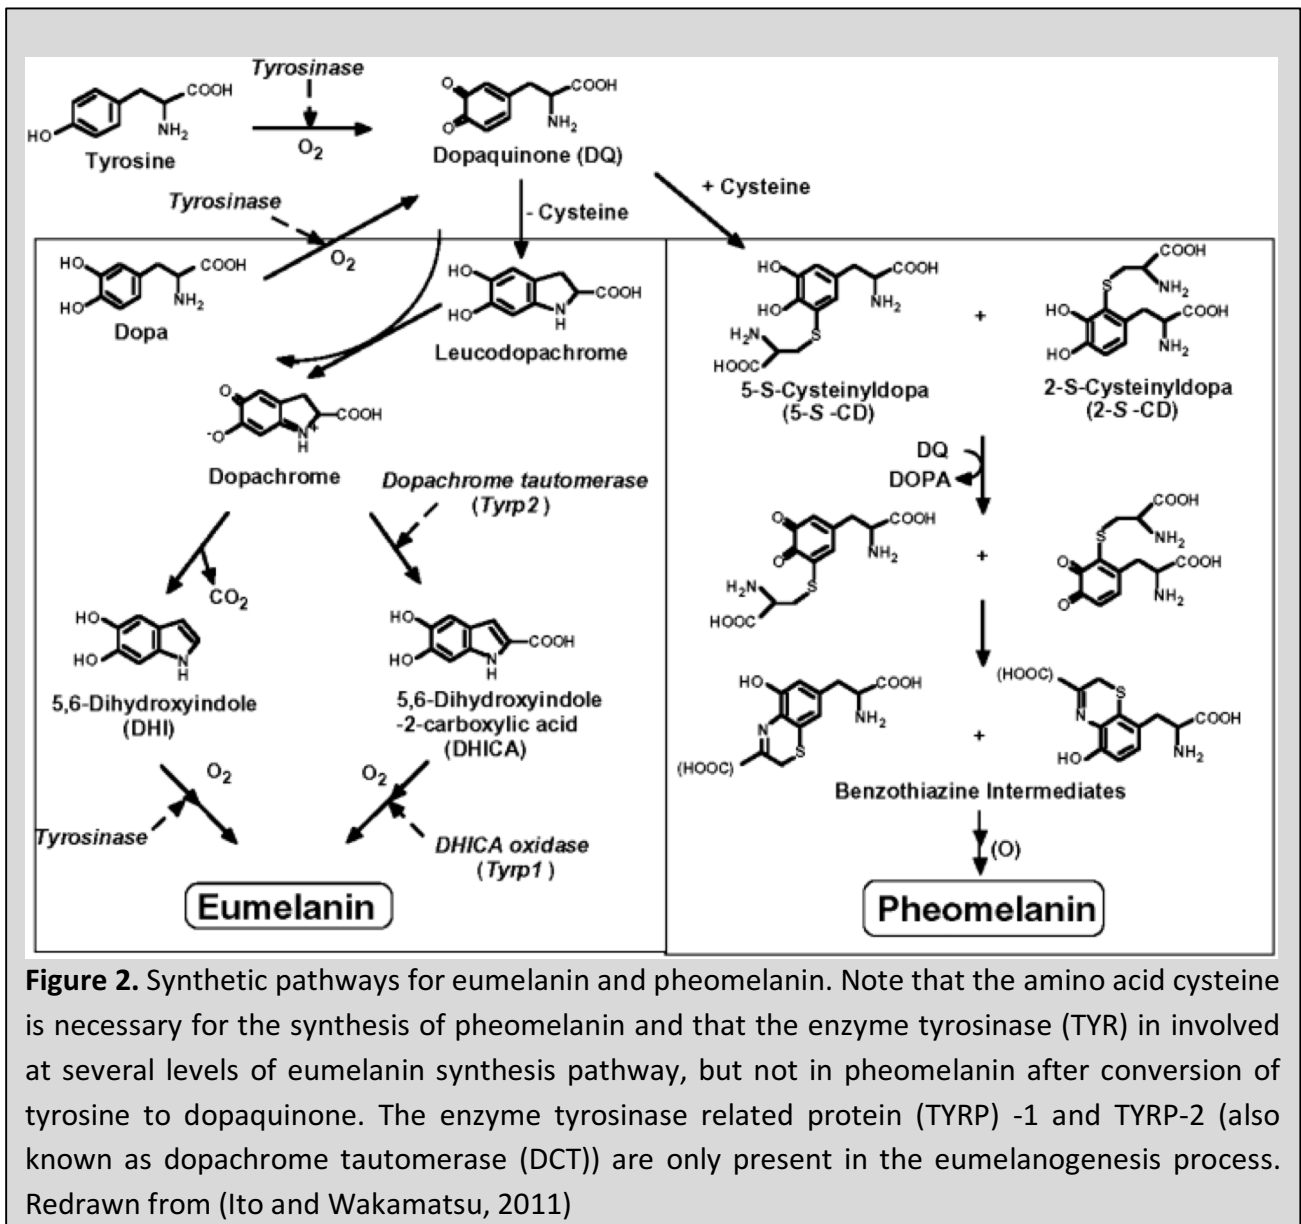 Tyrosinase
COOH
NH2
HO
O2
Tyrosine
O
O
COOH
NH2
Dopaquinone (DQ)
+ Cysteine
- Cysteine
Tyrosinase
O2
HO
HO
COOH
NH2
Dopa
HO
HO
N
H
COOH
Leucodopachrome
O
-O
N+
H
COOH
Dopachrome
Dopachrome tautomerase
(Tyrp2)
CO2
HO
HO
N
H
5,6-Dihydroxyindole
(DHI)
HO
HO
N
H
COOH
5,6-Dihydroxyindole
-2-carboxylic acid
(DHICA)
O2
O2
Tyrosinase
DHICA oxidase
(Tyrp1)
Eumelanin
HO
HO
COOH
NH2
H2N
S
HOOC
5-S-Cysteinyldopa
(5-S -CD)
+
COOH
S
NH2
HO
HO
COOH
NH2
2-S-Cysteinyldopa
(2-S -CD)
DQ
DOPA
O
O
COOH
NH2
H2N
S
HOOC
+
COOH
S
NH2
O
O
COOH
NH2
HO
COOH
NH2
N
S
(HOOC)
+
(HOOC)
S
N
COOH
NH2
HO
Benzothiazine Intermediates
(O)
Pheomelanin
Figure 2. Synthetic pathways for eumelanin and pheomelanin. Note that the amino acid cysteine
is necessary for the synthesis of pheomelanin and that the enzyme tyrosinase (TYR) in involved
at several levels of eumelanin synthesis pathway, but not in pheomelanin after conversion of
tyrosine to dopaquinone. The enzyme tyrosinase related protein (TYRP) -1 and TYRP-2 (also
known as dopachrome tautomerase (DCT)) are only present in the eumelanogenesis process.
Redrawn from (Ito and Wakamatsu, 2011)